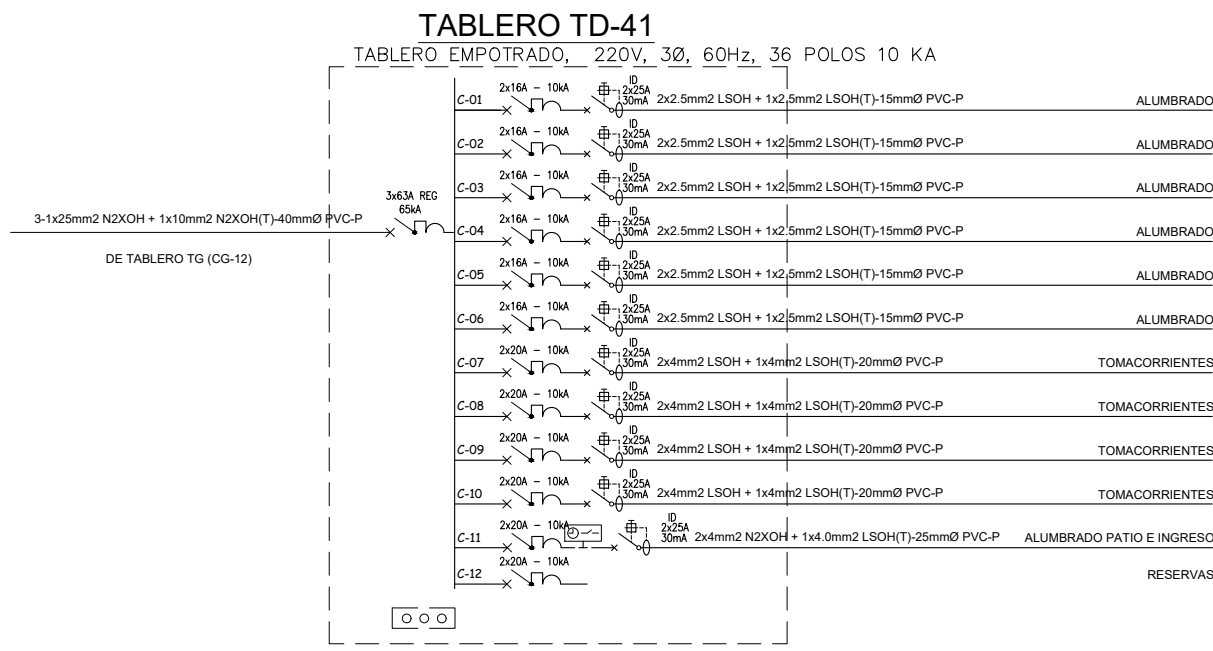 TABLERO TD-41
TABLERO EMPOTRADO, 220V, 3Ø, 60Hz, 36 POLOS 10 KA
3-1x25mm2 N2XOH + 1x10mm2 N2XOH(T)-40mmØ PVC-P
DE TABLERO TG (CG-12)
3x63A REG
65kA
C-01 2x16A - 10kA ID 2x25A 30mA 2x2.5mm2 LSOH + 1x2.5mm2 LSOH(T)-15mmØ PVC-P ALUMBRADO
C-02 2x16A - 10kA ID 2x25A 30mA 2x2.5mm2 LSOH + 1x2.5mm2 LSOH(T)-15mmØ PVC-P ALUMBRADO
C-03 2x16A - 10kA ID 2x25A 30mA 2x2.5mm2 LSOH + 1x2.5mm2 LSOH(T)-15mmØ PVC-P ALUMBRADO
C-04 2x16A - 10kA ID 2x25A 30mA 2x2.5mm2 LSOH + 1x2.5mm2 LSOH(T)-15mmØ PVC-P ALUMBRADO
C-05 2x16A - 10kA ID 2x25A 30mA 2x2.5mm2 LSOH + 1x2.5mm2 LSOH(T)-15mmØ PVC-P ALUMBRADO
C-06 2x16A - 10kA ID 2x25A 30mA 2x2.5mm2 LSOH + 1x2.5mm2 LSOH(T)-15mmØ PVC-P ALUMBRADO
C-07 2x20A - 10kA ID 2x25A 30mA 2x4mm2 LSOH + 1x4mm2 LSOH(T)-20mmØ PVC-P TOMACORRIENTES
C-08 2x20A - 10kA ID 2x25A 30mA 2x4mm2 LSOH + 1x4mm2 LSOH(T)-20mmØ PVC-P TOMACORRIENTES
C-09 2x20A - 10kA ID 2x25A 30mA 2x4mm2 LSOH + 1x4mm2 LSOH(T)-20mmØ PVC-P TOMACORRIENTES
C-10 2x20A - 10kA ID 2x25A 30mA 2x4mm2 LSOH + 1x4mm2 LSOH(T)-20mmØ PVC-P TOMACORRIENTES
C-11 2x20A - 10kA ID 2x25A 30mA 2x4mm2 N2XOH + 1x4.0mm2 LSOH(T)-25mmØ PVC-P ALUMBRADO PATIO E INGRESO
C-12 2x20A - 10kA RESERVAS